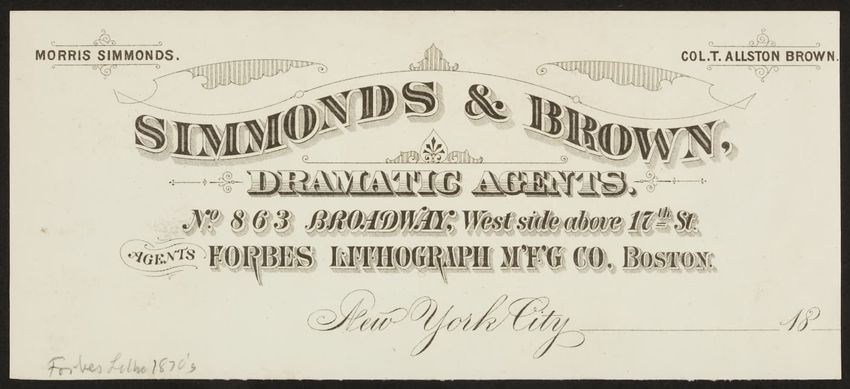 MORRIS SIMMONDS.
COL. T. ALLSTON BROWN.
SIMMONDS & BROWN,
DRAMATIC AGENTS.
No 863 BROADWAY, West side above 17th St.
AGENTS FORBES LITHOGRAPH M'F'G CO. BOSTON.
New York City 18
Forbes Litho 1870's